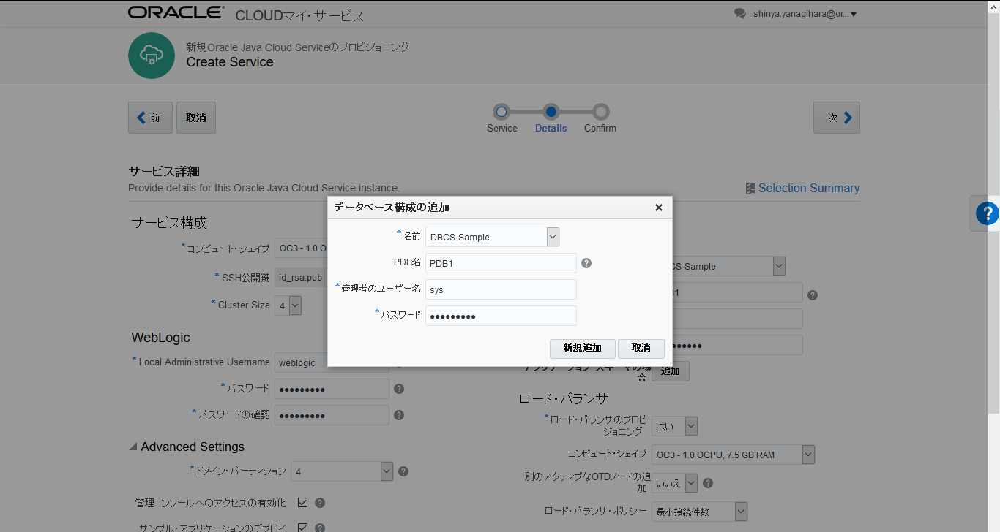 ORACLE® CLOUDマイ・サービス
shinya.yanagihara@or...▼
新規Oracle Java Cloud Serviceのプロビジョニング
Create Service
前 取消
Service Details Confirm
次
サービス詳細
Provide details for this Oracle Java Cloud Service instance.
Selection Summary
サービス構成
*コンピュート・シェイプ OC3 - 1.0 O
*SSH公開鍵 id_rsa.pub
*Cluster Size 4
WebLogic
*Local Administrative Username weblogic
*パスワード ●●●●●●●●● ?
*パスワードの確認 ●●●●●●●●● ?
Advanced Settings
*ドメイン・パーティション 4 ?
管理コンソールへのアクセスの有効化 ?
サンプル・アプリケーションのデプロイ ?
データベース構成の追加 ×
*名前 DBCS-Sample
PDB名 PDB1 ?
*管理者のユーザー名 sys
*パスワード ●●●●●●●●●
新規追加 取消
CS-Sample
?
●●●●●●
追加
合
ロード・バランサ
*ロード・バランサのプロビ
ジョニング
はい
コンピュート・シェイプ OC3 - 1.0 OCPU, 7.5 GB RAM
別のアクティブなOTDノードの追
加
いいえ ?
ロード・バランサ・ポリシー 最小接続件数
?